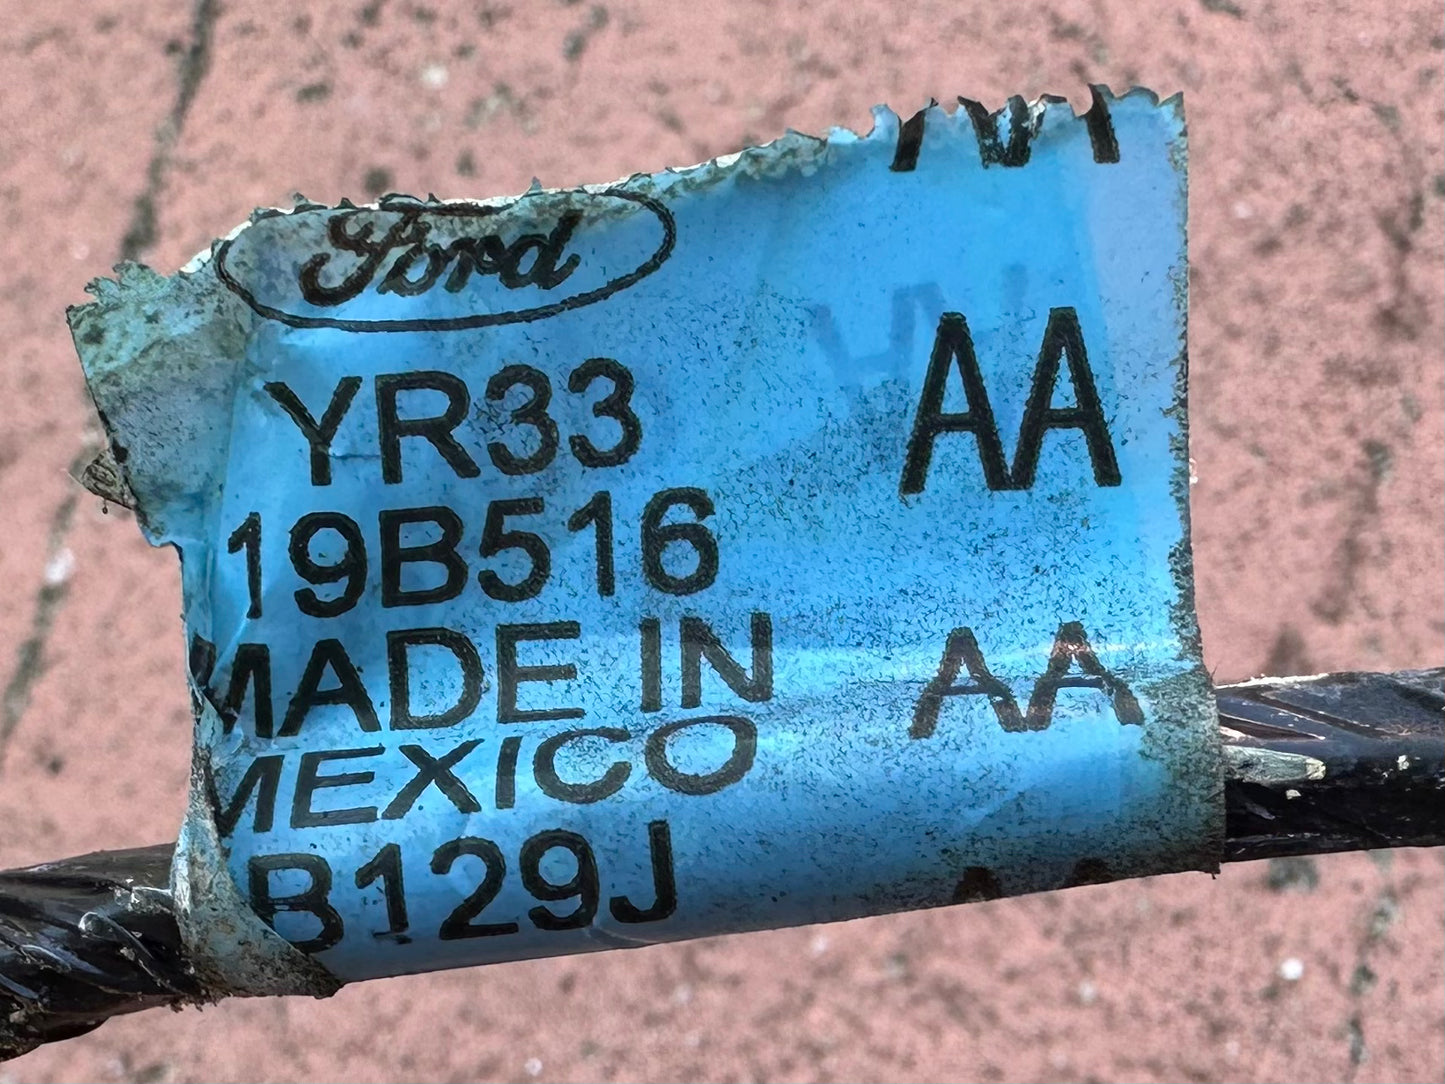 Ford
YR33
AA
19B516
MADE IN
AA
MEXICO
B129J